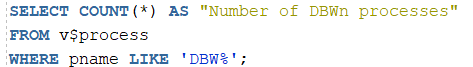 SELECT COUNT(*) AS "Number of DBWn processes"
FROM v$process
WHERE pname LIKE 'DBW%';